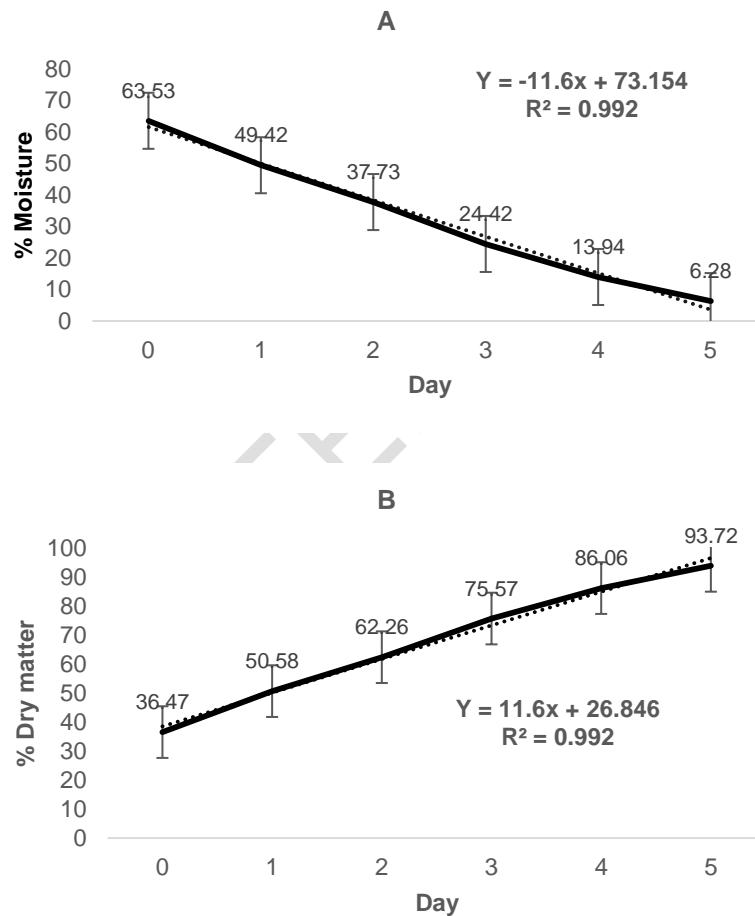 A
Y = -11.6x + 73.154
R² = 0.992
80
70
60
50
40
30
20
10
0
% Moisture
63.53
49.42
37.73
24.42
13.94
6.28
0 1 2 3 4 5
Day
B
Y = 11.6x + 26.846
R² = 0.992
100
90
80
70
60
50
40
30
20
10
0
% Dry matter
36.47
50.58
62.26
75.57
86.06
93.72
0 1 2 3 4 5
Day